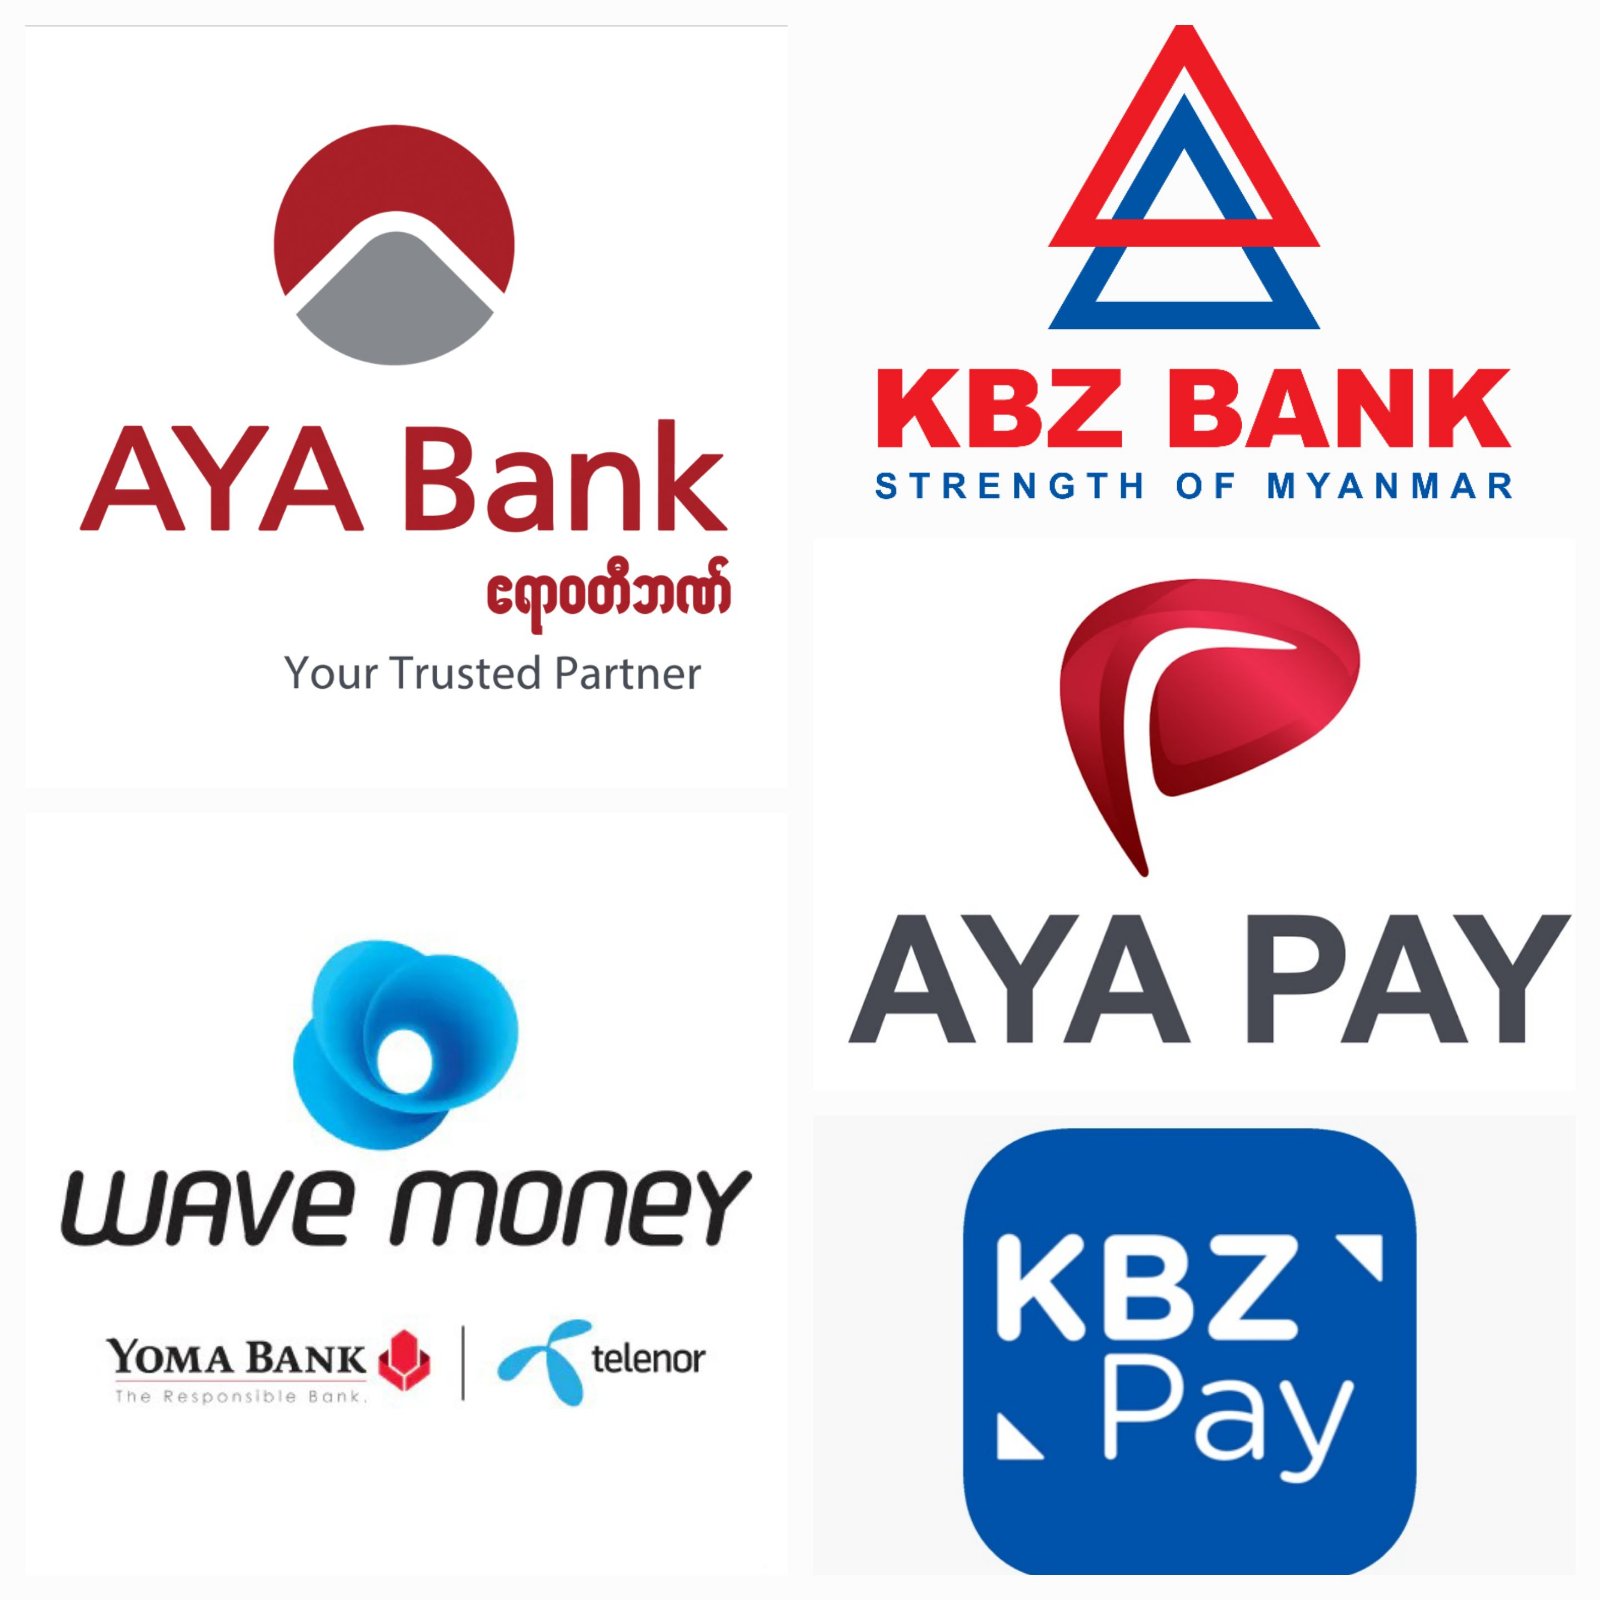 AYA Bank
ဧရာဝတီဘဏ်
Your Trusted Partner
KBZ BANK
STRENGTH OF MYANMAR
AYA PAY
WAVE MONEY
YOMA BANK
The Responsible Bank.
telenor
KBZ
Pay